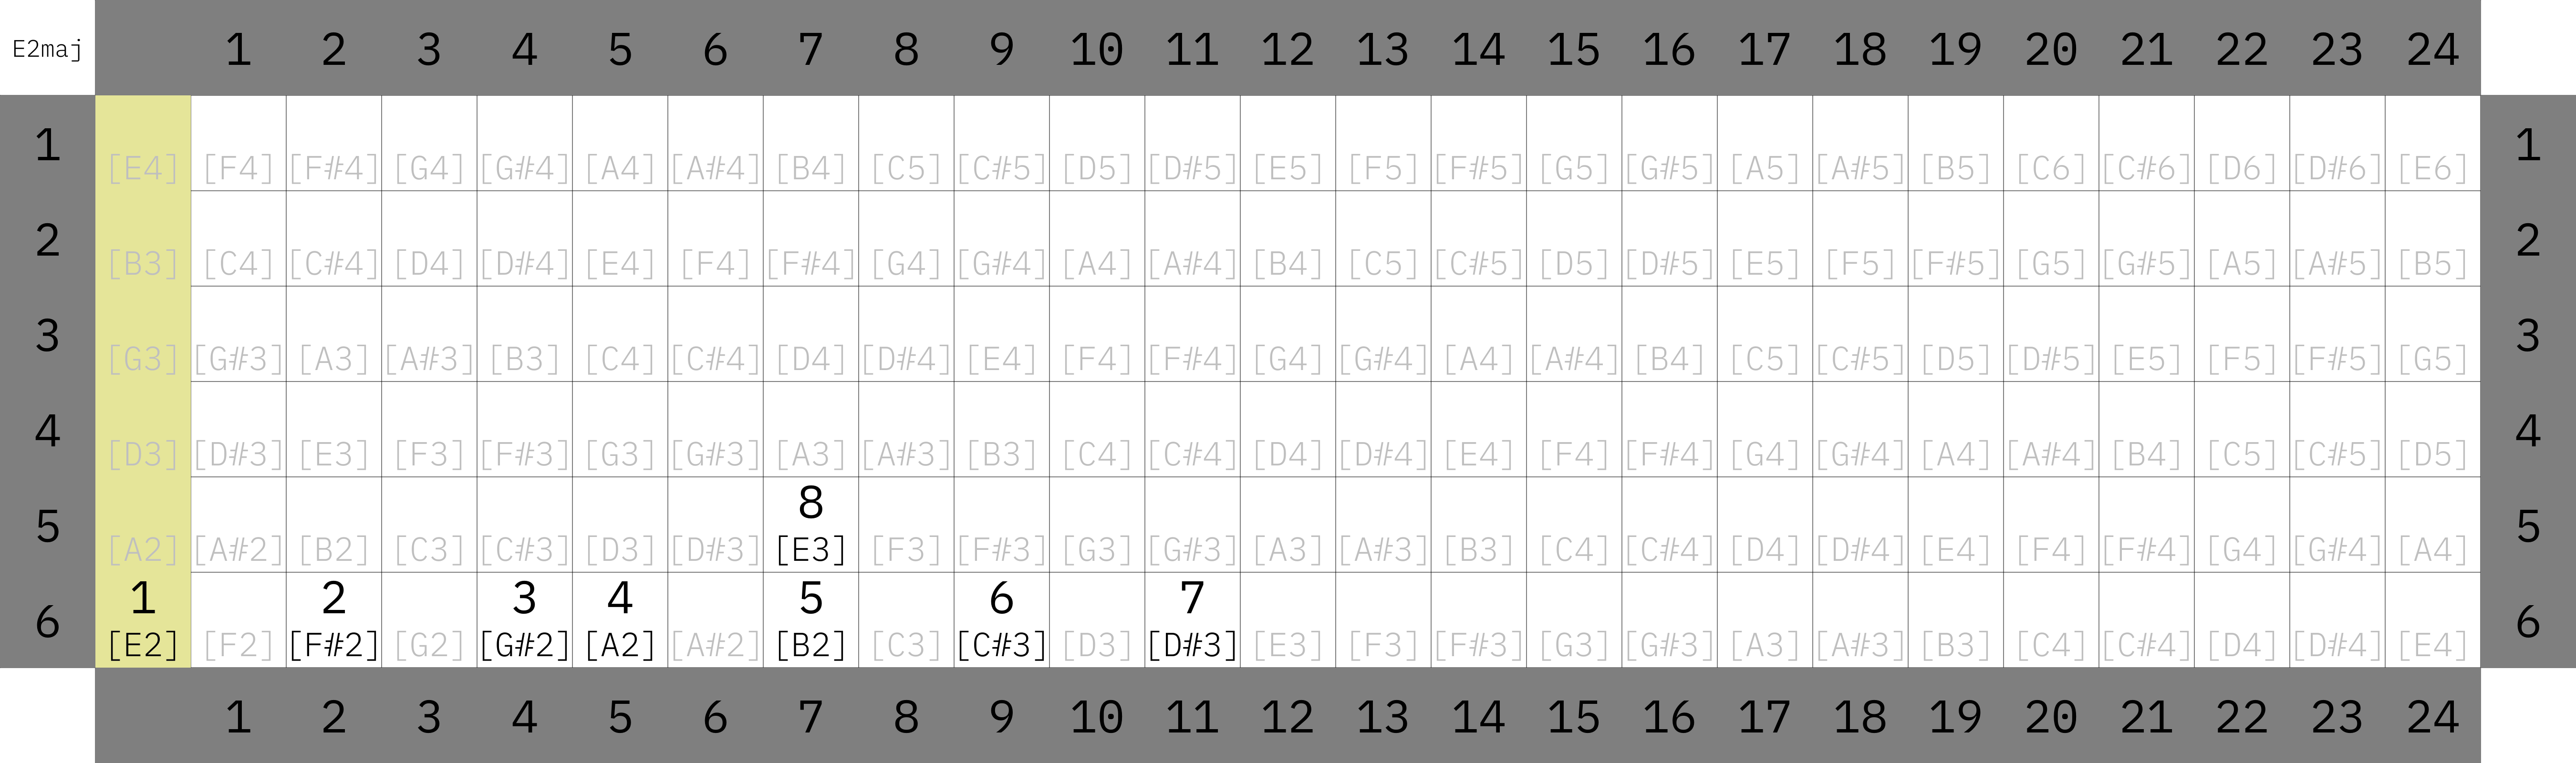 E2maj 1 2 3 4 5 6 7 8 9 10 11 12 13 14 15 16 17 18 19 20 21 22 23 24
1 [E4] [F4] [F#4] [G4] [G#4] [A4] [A#4] [B4] [C5] [C#5] [D5] [D#5] [E5] [F5] [F#5] [G5] [G#5] [A5] [A#5] [B5] [C6] [C#6] [D6] [D#6] [E6] 1
2 [B3] [C4] [C#4] [D4] [D#4] [E4] [F4] [F#4] [G4] [G#4] [A4] [A#4] [B4] [C5] [C#5] [D5] [D#5] [E5] [F5] [F#5] [G5] [G#5] [A5] [A#5] [B5] 2
3 [G3] [G#3] [A3] [A#3] [B3] [C4] [C#4] [D4] [D#4] [E4] [F4] [F#4] [G4] [G#4] [A4] [A#4] [B4] [C5] [C#5] [D5] [D#5] [E5] [F5] [F#5] [G5] 3
4 [D3] [D#3] [E3] [F3] [F#3] [G3] [G#3] [A3] [A#3] [B3] [C4] [C#4] [D4] [D#4] [E4] [F4] [F#4] [G4] [G#4] [A4] [A#4] [B4] [C5] [C#5] [D5] 4
8
5 [A2] [A#2] [B2] [C3] [C#3] [D3] [D#3] [E3] [F3] [F#3] [G3] [G#3] [A3] [A#3] [B3] [C4] [C#4] [D4] [D#4] [E4] [F4] [F#4] [G4] [G#4] [A4] 5
1 2 3 4 5 6 7
6 [E2] [F2] [F#2] [G2] [G#2] [A2] [A#2] [B2] [C3] [C#3] [D3] [D#3] [E3] [F3] [F#3] [G3] [G#3] [A3] [A#3] [B3] [C4] [C#4] [D4] [D#4] [E4] 6
1 2 3 4 5 6 7 8 9 10 11 12 13 14 15 16 17 18 19 20 21 22 23 24